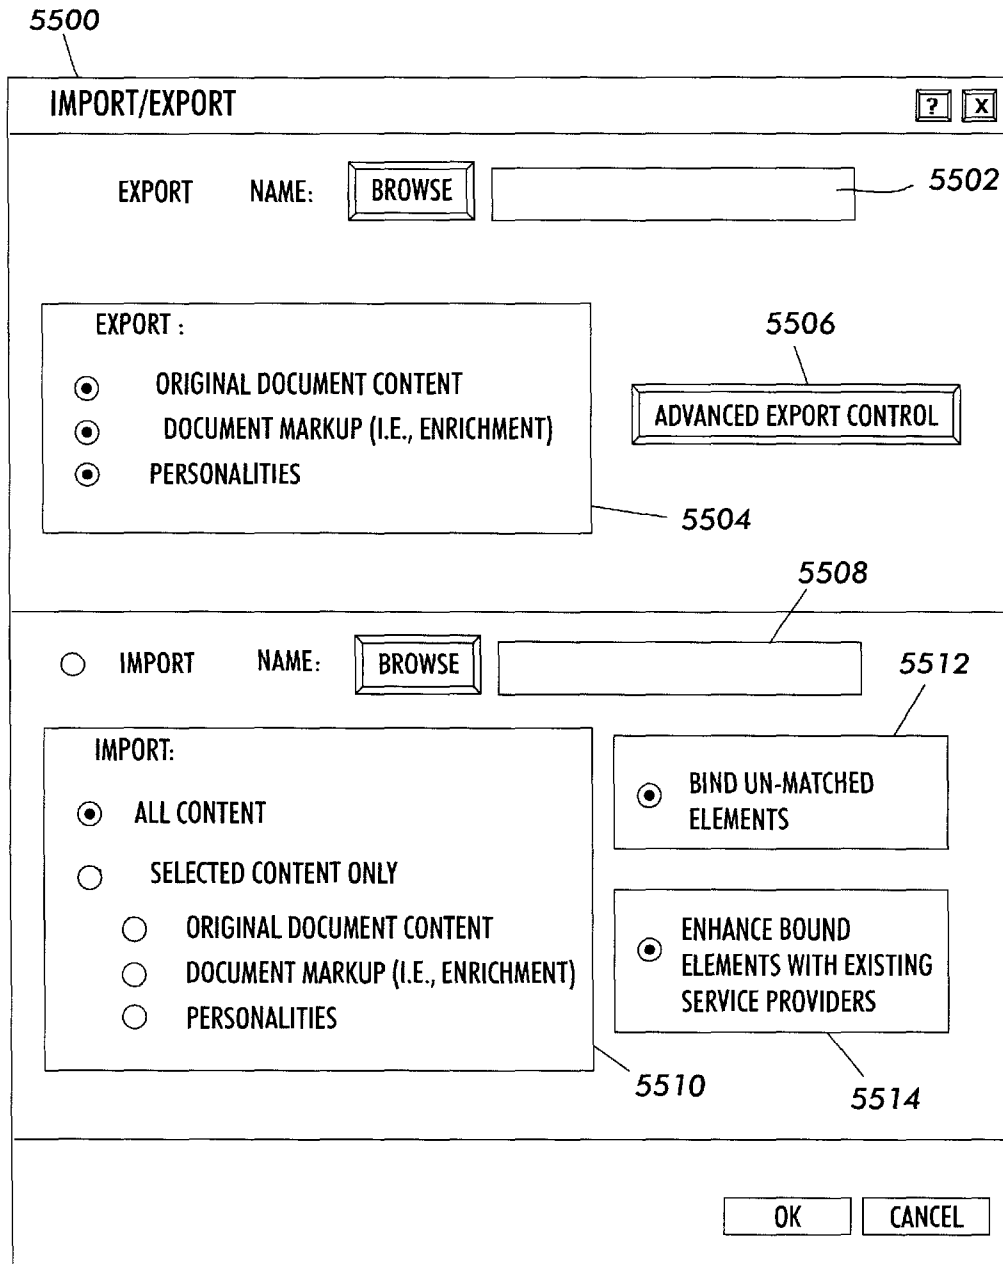 5500
IMPORT/EXPORT ? X
EXPORT NAME: BROWSE 5502
EXPORT :
ORIGINAL DOCUMENT CONTENT
DOCUMENT MARKUP (I.E., ENRICHMENT)
PERSONALITIES
5504
5506
ADVANCED EXPORT CONTROL
5508
IMPORT NAME: BROWSE
5512
IMPORT:
ALL CONTENT
SELECTED CONTENT ONLY
ORIGINAL DOCUMENT CONTENT
DOCUMENT MARKUP (I.E., ENRICHMENT)
PERSONALITIES
5510
BIND UN-MATCHED
ELEMENTS
ENHANCE BOUND
ELEMENTS WITH EXISTING
SERVICE PROVIDERS
5514
OK CANCEL